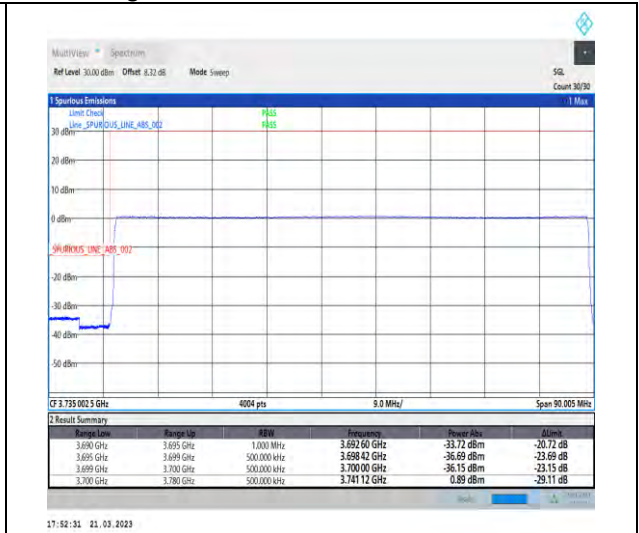 MultiView Spectrum
Ref Level 30.00 dBm Offset 8.32 dB Mode Sweep SGL
Count 30/30
1 Spurious Emissions 1 Max
Limit Check PASS
Line _SPURIOUS_LINE_ABS_002 PASS
30 dBm
20 dBm
10 dBm
0 dBm
_SPURIOUS_LINE_ABS_002
-20 dBm
-30 dBm
-40 dBm
-50 dBm
CF 3.735 002 5 GHz 4004 pts 9.0 MHz/ Span 90.005 MHz
2 Result Summary
Range Low Range Up RBW Frequency Power Abs ΔLimit
3.690 GHz 3.695 GHz 1.000 MHz 3.692 60 GHz -33.72 dBm -20.72 dB
3.695 GHz 3.699 GHz 500.000 kHz 3.698 42 GHz -36.69 dBm -23.69 dB
3.699 GHz 3.700 GHz 500.000 kHz 3.700 00 GHz -36.15 dBm -23.15 dB
3.700 GHz 3.780 GHz 500.000 kHz 3.741 12 GHz 0.89 dBm -29.11 dB
17:52:31 21.03.2023